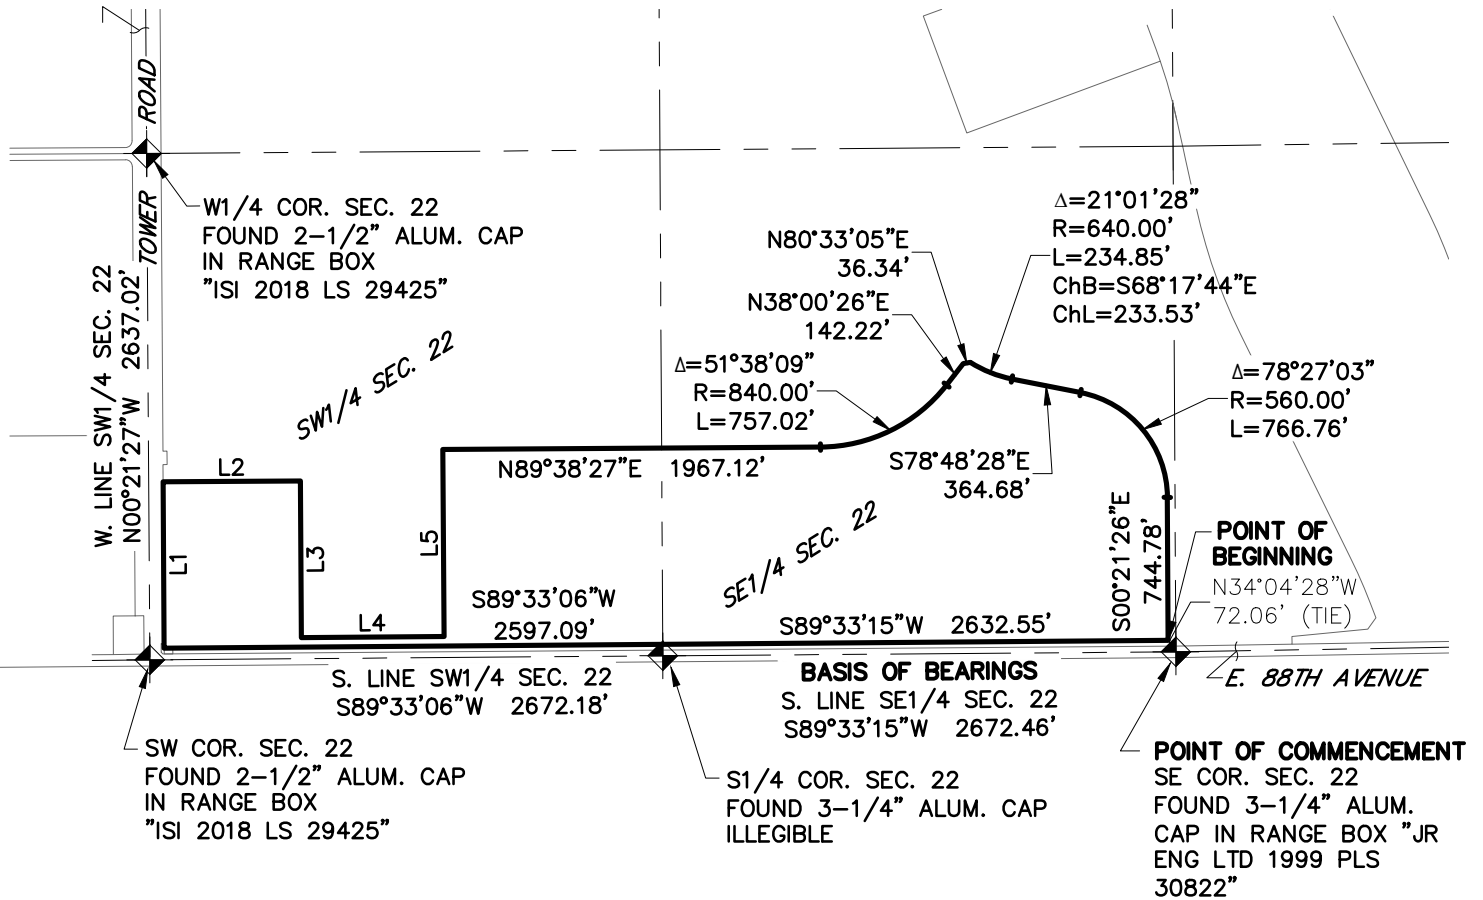 TOWER ROAD
W1/4 COR. SEC. 22
FOUND 2-1/2" ALUM. CAP
IN RANGE BOX
"ISI 2018 LS 29425"
W. LINE SW1/4 SEC. 22
N00°21'27"W 2637.02'
SW1/4 SEC. 22
Δ=21°01'28"
R=640.00'
L=234.85'
ChB=S68°17'44"E
ChL=233.53'
N80°33'05"E
36.34'
N38°00'26"E
142.22'
Δ=51°38'09"
R=840.00'
L=757.02'
Δ=78°27'03"
R=560.00'
L=766.76'
S78°48'28"E
364.68'
N89°38'27"E 1967.12'
L2
L1
L3
L5
L4
SE1/4 SEC. 22
S00°21'26"E
744.78'
POINT OF
BEGINNING
N34°04'28"W
72.06' (TIE)
S89°33'06"W
2597.09'
S89°33'15"W 2632.55'
S. LINE SW1/4 SEC. 22
S89°33'06"W 2672.18'
BASIS OF BEARINGS
S. LINE SE1/4 SEC. 22
S89°33'15"W 2672.46'
E. 88TH AVENUE
SW COR. SEC. 22
FOUND 2-1/2" ALUM. CAP
IN RANGE BOX
"ISI 2018 LS 29425"
S1/4 COR. SEC. 22
FOUND 3-1/4" ALUM. CAP
ILLEGIBLE
POINT OF COMMENCEMENT
SE COR. SEC. 22
FOUND 3-1/4" ALUM.
CAP IN RANGE BOX "JR
ENG LTD 1999 PLS
30822"